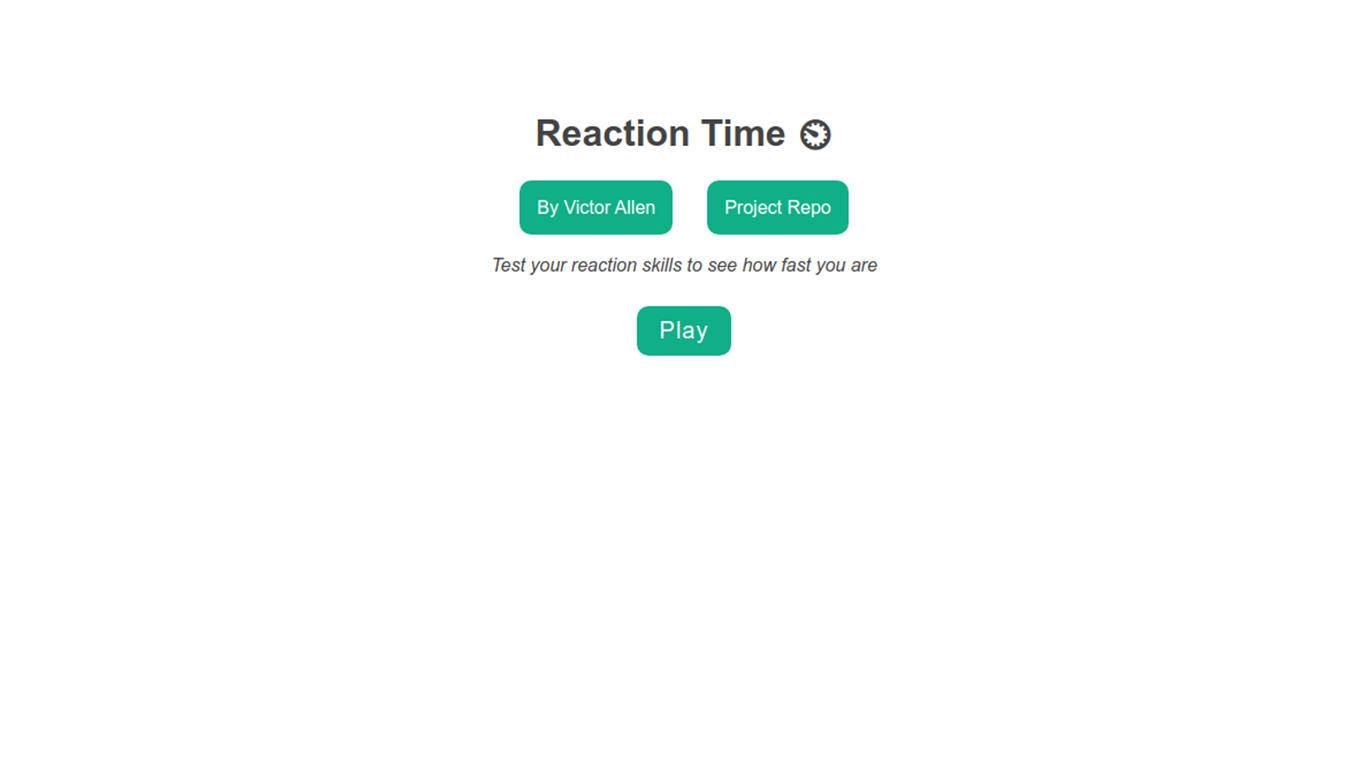 Reaction Time
By Victor Allen
Project Repo
Test your reaction skills to see how fast you are
Play